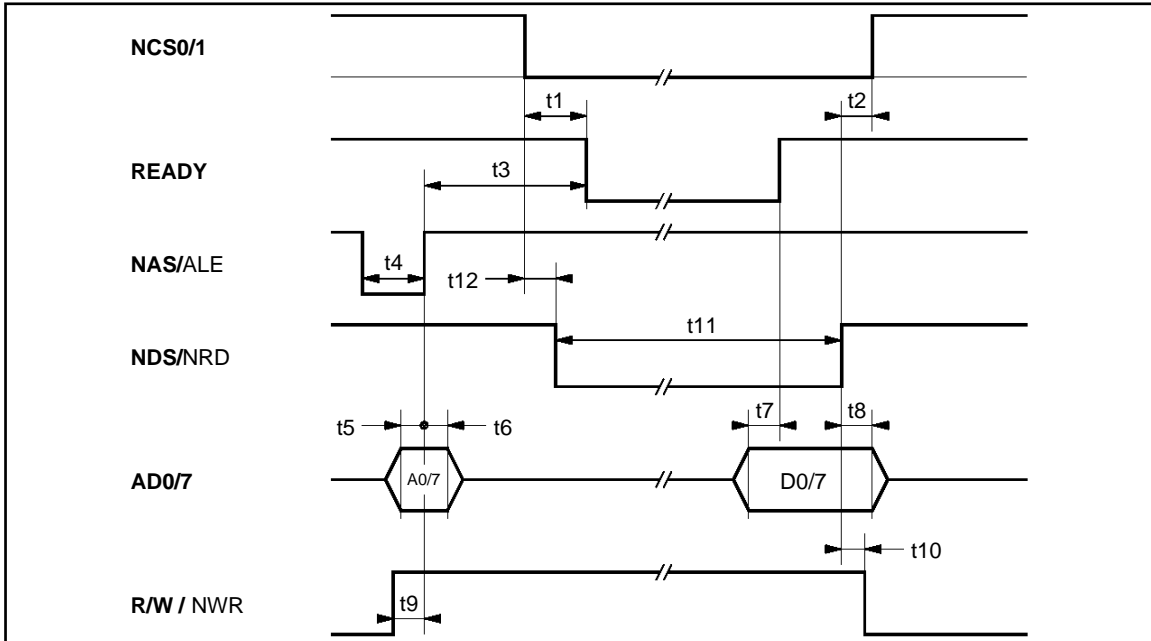 NCS0/1
t1
t2
READY
t3
NAS/ALE
t4
t12
NDS/NRD
t11
t5
t6
t7
t8
AD0/7
A0/7
D0/7
t10
R/W / NWR
t9